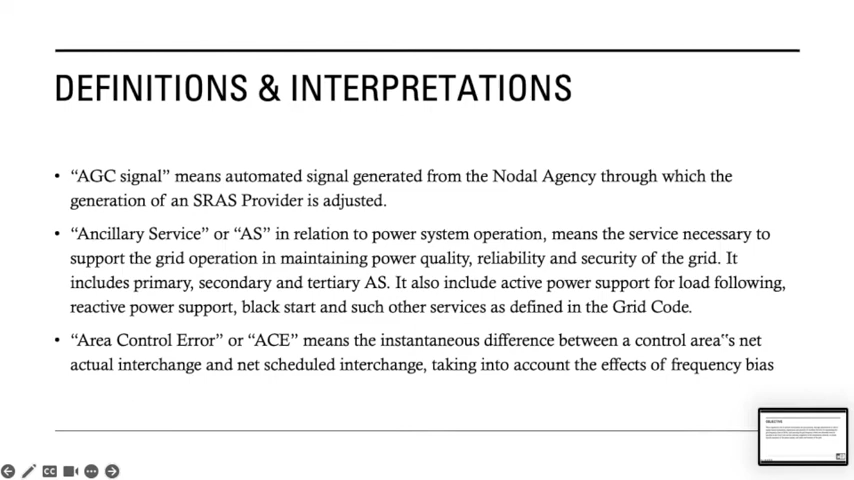 DEFINITIONS & INTERPRETATIONS
• “AGC signal” means automated signal generated from the Nodal Agency through which the
generation of an SRAS Provider is adjusted.
• “Ancillary Service” or “AS” in relation to power system operation, means the service necessary to
support the grid operation in maintaining power quality, reliability and security of the grid. It
includes primary, secondary and tertiary AS. It also include active power support for load following,
reactive power support, black start and such other services as defined in the Grid Code.
• “Area Control Error” or “ACE” means the instantaneous difference between a control area‟s net
actual interchange and net scheduled interchange, taking into account the effects of frequency bias
OBJECTIVE
CC